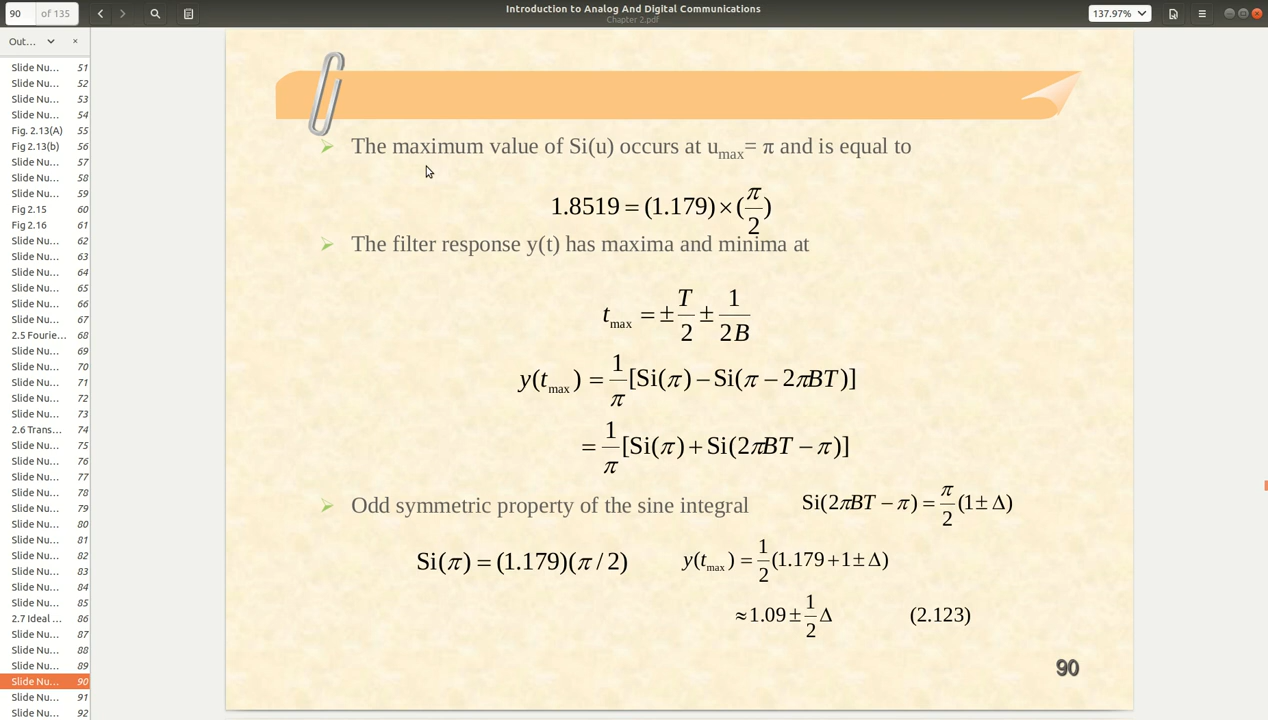 90 of 135
Introduction to Analog And Digital Communications
Chapter 2.pdf
137.97%
Out...
Slide Nu... 51
Slide Nu... 52
Slide Nu... 53
Slide Nu... 54
Fig. 2.13(A) 55
Fig 2.13(b) 56
Slide Nu... 57
Slide Nu... 58
Slide Nu... 59
Fig 2.15 60
Fig 2.16 61
Slide Nu... 62
Slide Nu... 63
Slide Nu... 64
Slide Nu... 65
Slide Nu... 66
Slide Nu... 67
2.5 Fourie... 68
Slide Nu... 69
Slide Nu... 70
Slide Nu... 71
Slide Nu... 72
Slide Nu... 73
2.6 Trans... 74
Slide Nu... 75
Slide Nu... 76
Slide Nu... 77
Slide Nu... 78
Slide Nu... 79
Slide Nu... 80
Slide Nu... 81
Slide Nu... 82
Slide Nu... 83
Slide Nu... 84
Slide Nu... 85
2.7 Ideal ... 86
Slide Nu... 87
Slide Nu... 88
Slide Nu... 89
Slide Nu... 90
Slide Nu... 91
Slide Nu... 92
The maximum value of Si(u) occurs at u_max= π and is equal to
1.8519 = (1.179) × (π/2)
The filter response y(t) has maxima and minima at
t_max = ± T/2 ± 1/2B
y(t_max) = 1/π [Si(π) − Si(π − 2πBT)]
= 1/π [Si(π) + Si(2πBT − π)]
Odd symmetric property of the sine integral Si(2πBT − π) = π/2 (1 ± Δ)
Si(π) = (1.179)(π / 2) y(t_max) = 1/2 (1.179 + 1 ± Δ)
≈ 1.09 ± 1/2 Δ (2.123)
90